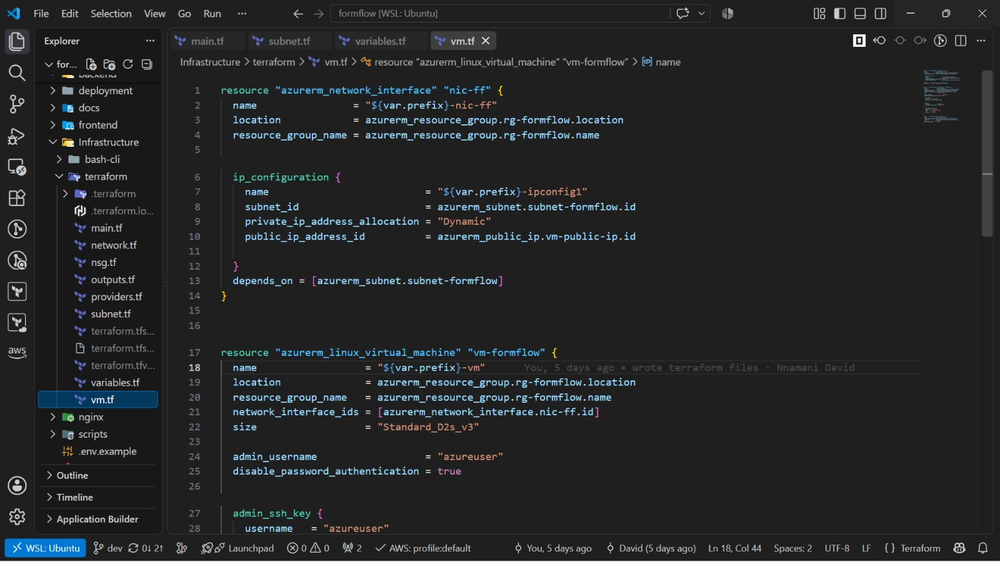 File Edit Selection View Go Run ···
formflow [WSL: Ubuntu]
Explorer ···
for...
backend
deployment
docs
frontend
Infrastructure
bash-cli
terraform
.terraform
.terraform.lo...
main.tf
network.tf
nsg.tf
outputs.tf
providers.tf
subnet.tf
terraform.tfs...
terraform.tfs...
terraform.tfv...
variables.tf
vm.tf
nginx
scripts
.env.example
Outline
Timeline
Application Builder
aws
main.tf subnet.tf variables.tf vm.tf
Infrastructure > terraform > vm.tf > resource "azurerm_linux_virtual_machine" "vm-formflow" > name
1 resource "azurerm_network_interface" "nic-ff" {
2 name = "${var.prefix}-nic-ff"
3 location = azurerm_resource_group.rg-formflow.location
4 resource_group_name = azurerm_resource_group.rg-formflow.name
5
6 ip_configuration {
7 name = "${var.prefix}-ipconfig1"
8 subnet_id = azurerm_subnet.subnet-formflow.id
9 private_ip_address_allocation = "Dynamic"
10 public_ip_address_id = azurerm_public_ip.vm-public-ip.id
11
12 }
13 depends_on = [azurerm_subnet.subnet-formflow]
14 }
15
16
17 resource "azurerm_linux_virtual_machine" "vm-formflow" {
18 name = "${var.prefix}-vm" You, 5 days ago • wrote terraform files - Nnamani David
19 location = azurerm_resource_group.rg-formflow.location
20 resource_group_name = azurerm_resource_group.rg-formflow.name
21 network_interface_ids = [azurerm_network_interface.nic-ff.id]
22 size = "Standard_D2s_v3"
23
24 admin_username = "azureuser"
25 disable_password_authentication = true
26
27 admin_ssh_key {
28 username = "azureuser"
WSL: Ubuntu dev 0↓ 2↑ Launchpad 0 0 2 AWS: profile:default You, 5 days ago David (5 days ago) Ln 18, Col 44 Spaces: 2 UTF-8 LF {} Terraform